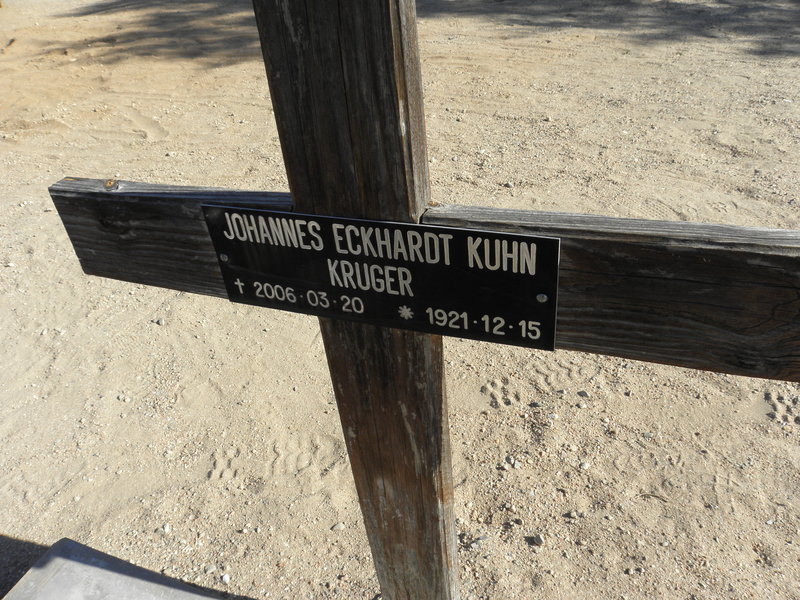 JOHANNES ECKHARDT KUHN
KRUGER
† 2006·03·20 * 1921·12·15